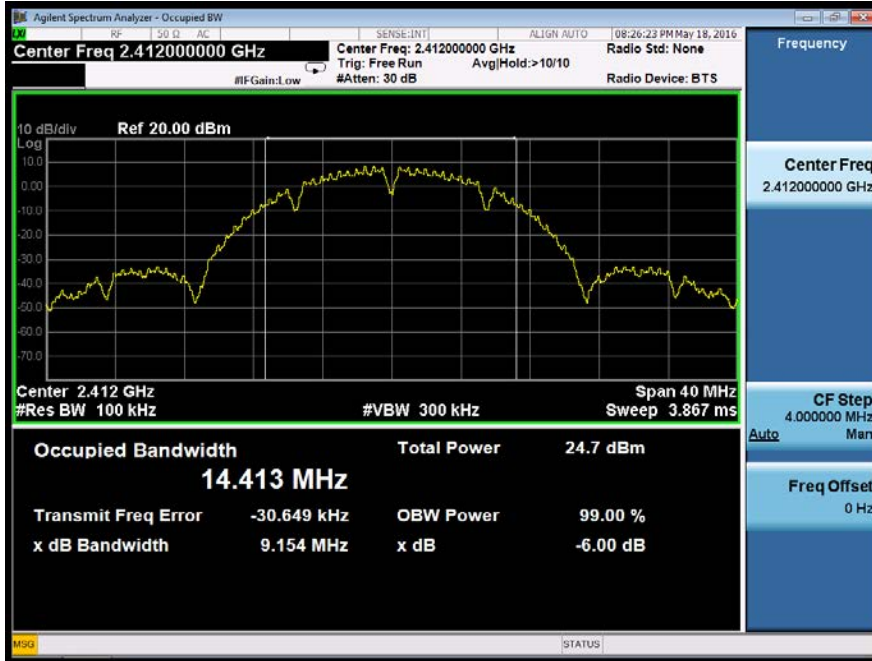 Agilent Spectrum Analyzer - Occupied BW
LXI RF 50 Ω AC SENSE:INT ALIGN AUTO 08:26:23 PM May 18, 2016
Center Freq 2.412000000 GHz
Center Freq: 2.412000000 GHz Radio Std: None
Trig: Free Run Avg|Hold:>10/10
#IFGain:Low #Atten: 30 dB Radio Device: BTS
10 dB/div Ref 20.00 dBm
Log
10.0
0.00
-10.0
-20.0
-30.0
-40.0
-50.0
-60.0
-70.0
Center 2.412 GHz Span 40 MHz
#Res BW 100 kHz #VBW 300 kHz Sweep 3.867 ms
Occupied Bandwidth Total Power 24.7 dBm
14.413 MHz
Transmit Freq Error -30.649 kHz OBW Power 99.00 %
x dB Bandwidth 9.154 MHz x dB -6.00 dB
MSG STATUS
Frequency
Center Freq
2.412000000 GHz
CF Step
4.000000 MHz
Auto Man
Freq Offset
0 Hz